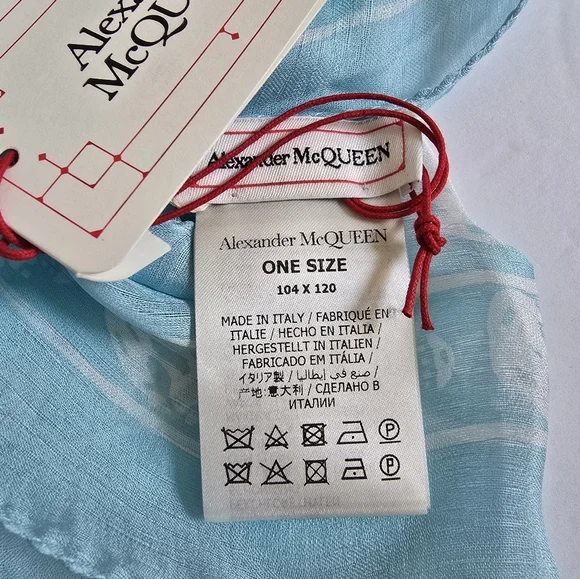 Alexander
McQU
Alexander McQUEEN
Alexander McQUEEN
ONE SIZE
104 X 120
MADE IN ITALY / FABRIQUÉ EN
ITALIE / HECHO EN ITALIA /
HERGESTELLT IN ITALIEN /
FABRICADO EM ITÁLIA /
イタリア製 / صنع في إيطاليا /
产地:意大利 / СДЕЛАНО В
ИТАЛИИ
P
P